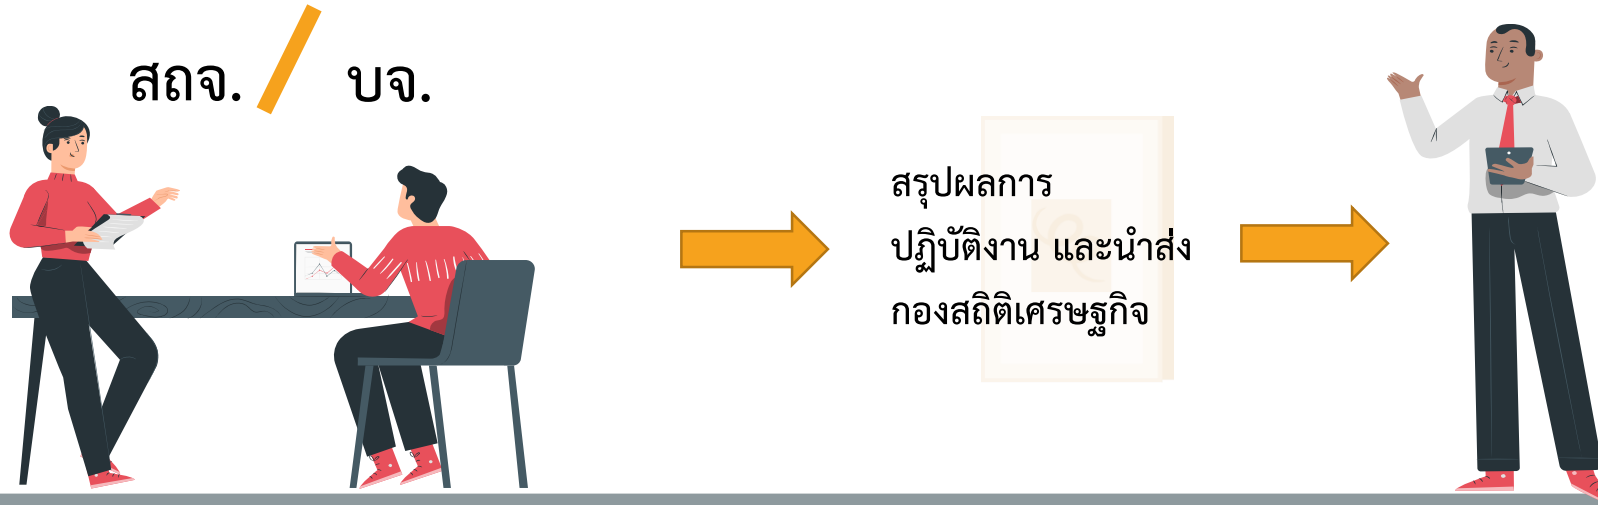 สถจ. / บจ.
สรุปผลการ
ปฏิบัติงาน และนำส่ง
กองสถิติเศรษฐกิจ